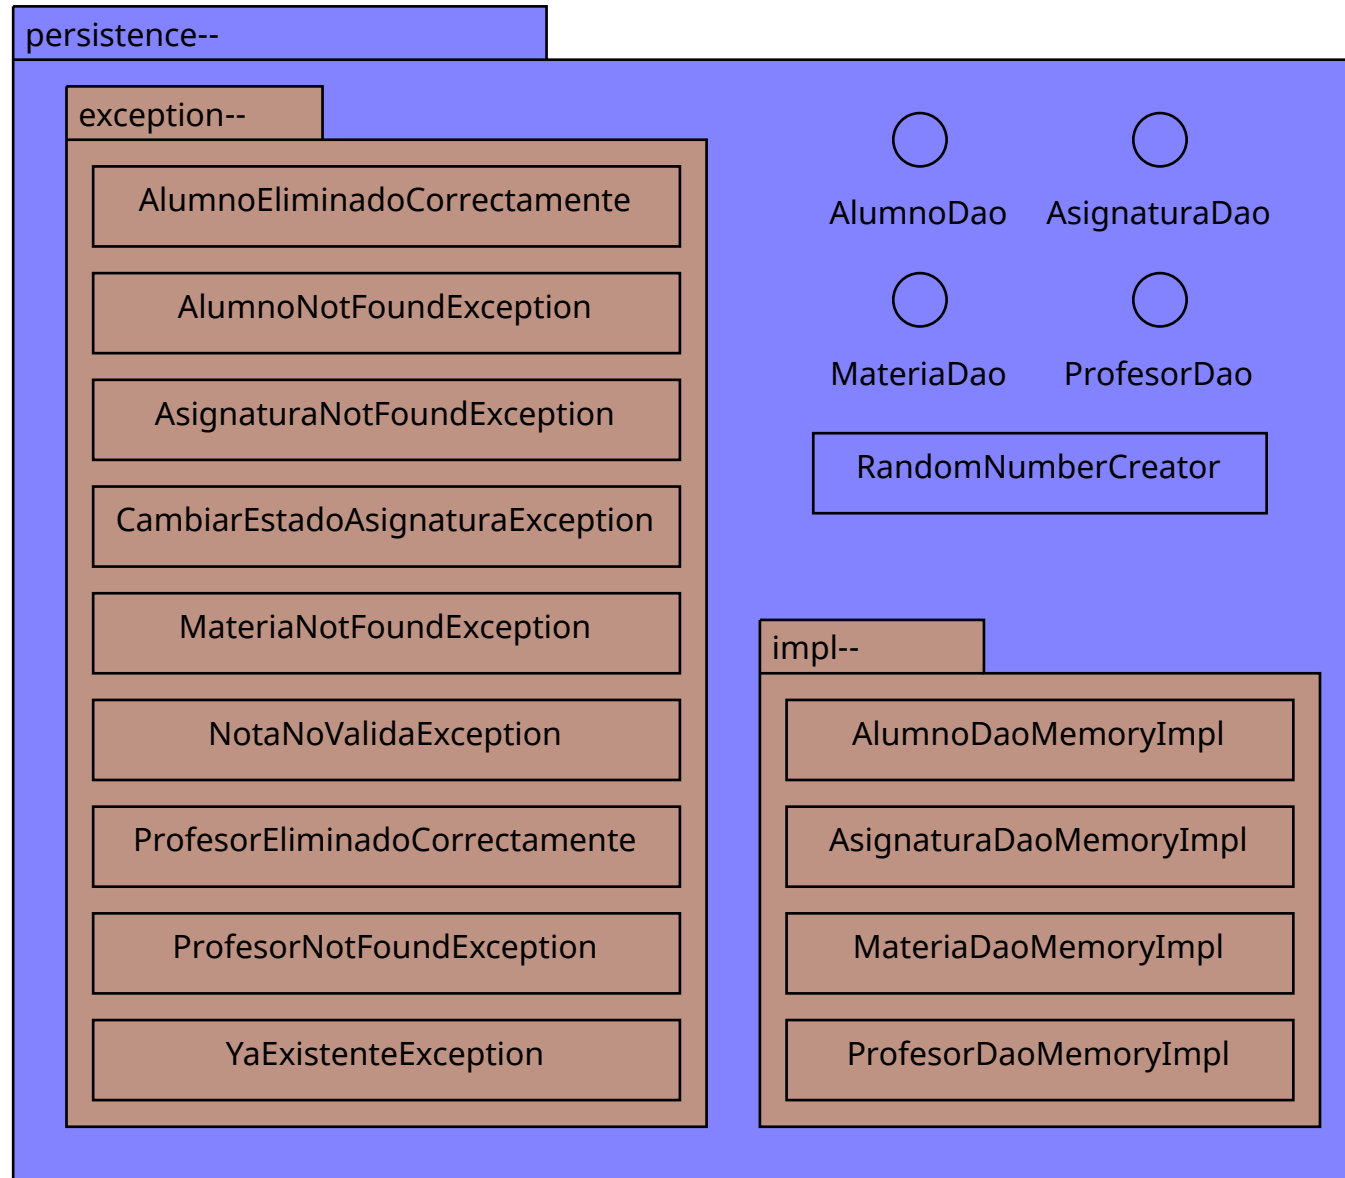 persistence--
exception--
AlumnoEliminadoCorrectamente
AlumnoNotFoundException
AsignaturaNotFoundException
CambiarEstadoAsignaturaException
MateriaNotFoundException
NotaNoValidaException
ProfesorEliminadoCorrectamente
ProfesorNotFoundException
YaExistenteException
AlumnoDao
AsignaturaDao
MateriaDao
ProfesorDao
RandomNumberCreator
impl--
AlumnoDaoMemoryImpl
AsignaturaDaoMemoryImpl
MateriaDaoMemoryImpl
ProfesorDaoMemoryImpl